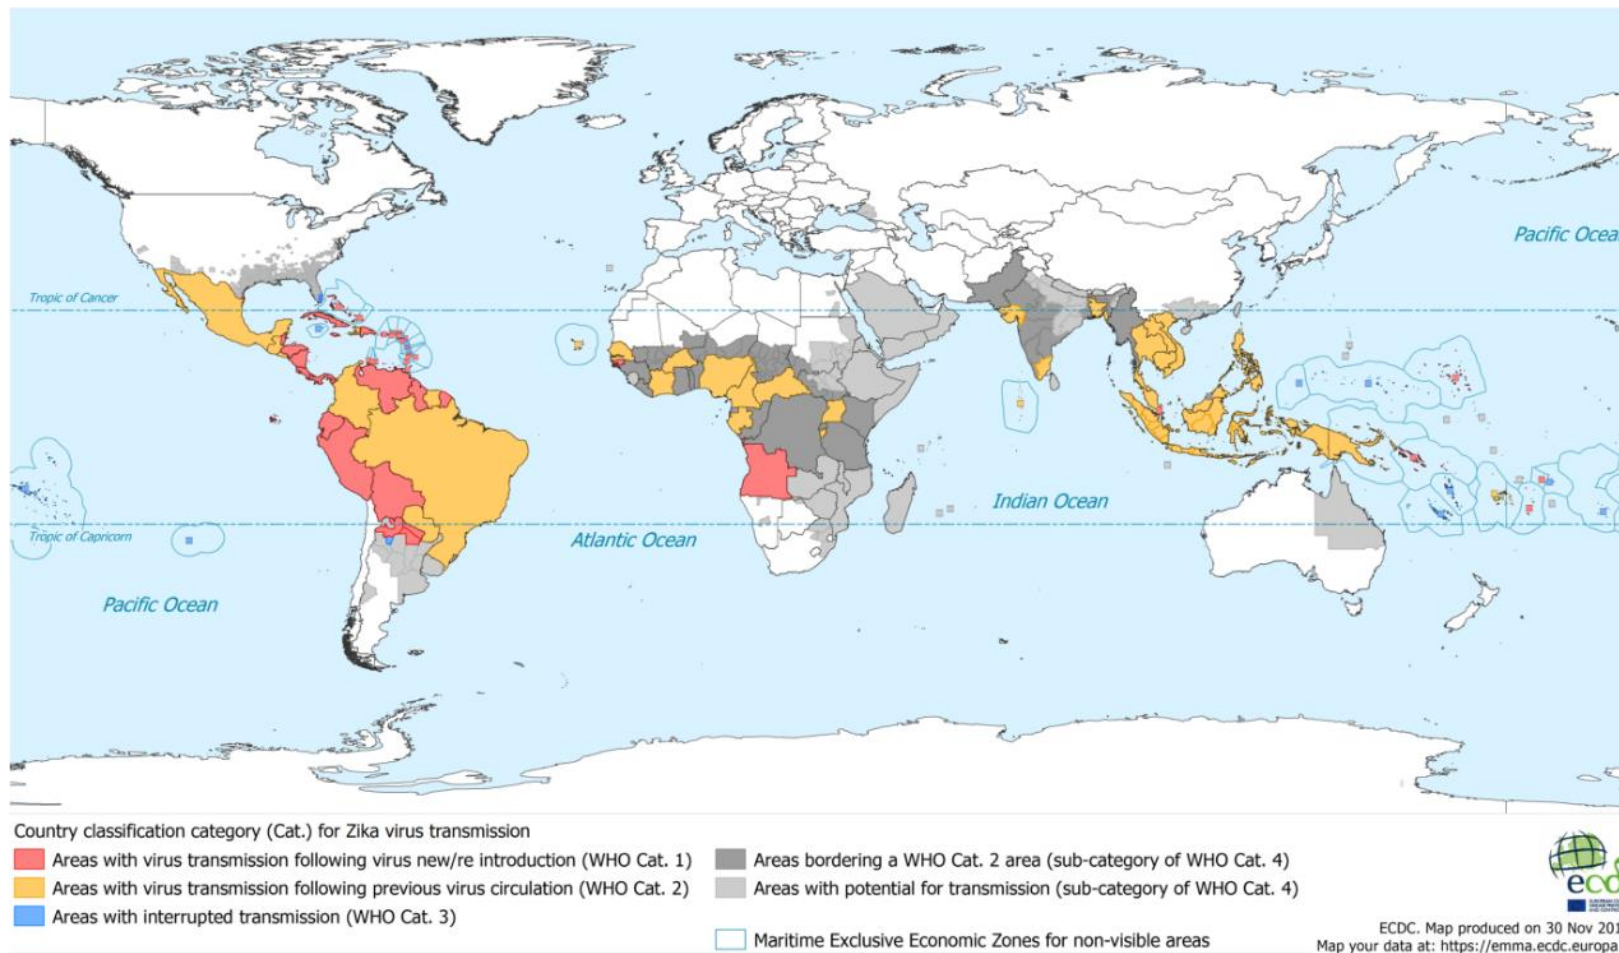 Pacific Ocea
Tropic of Cancer
Indian Ocean
Tropic of Capricorn
Atlantic Ocean
Pacific Ocean
Country classification category (Cat.) for Zika virus transmission
Areas with virus transmission following virus new/re introduction (WHO Cat. 1)
Areas with virus transmission following previous virus circulation (WHO Cat. 2)
Areas with interrupted transmission (WHO Cat. 3)
Areas bordering a WHO Cat. 2 area (sub-category of WHO Cat. 4)
Areas with potential for transmission (sub-category of WHO Cat. 4)
Maritime Exclusive Economic Zones for non-visible areas
ecd
ECDC. Map produced on 30 Nov 201
Map your data at: https://emma.ecdc.europa.